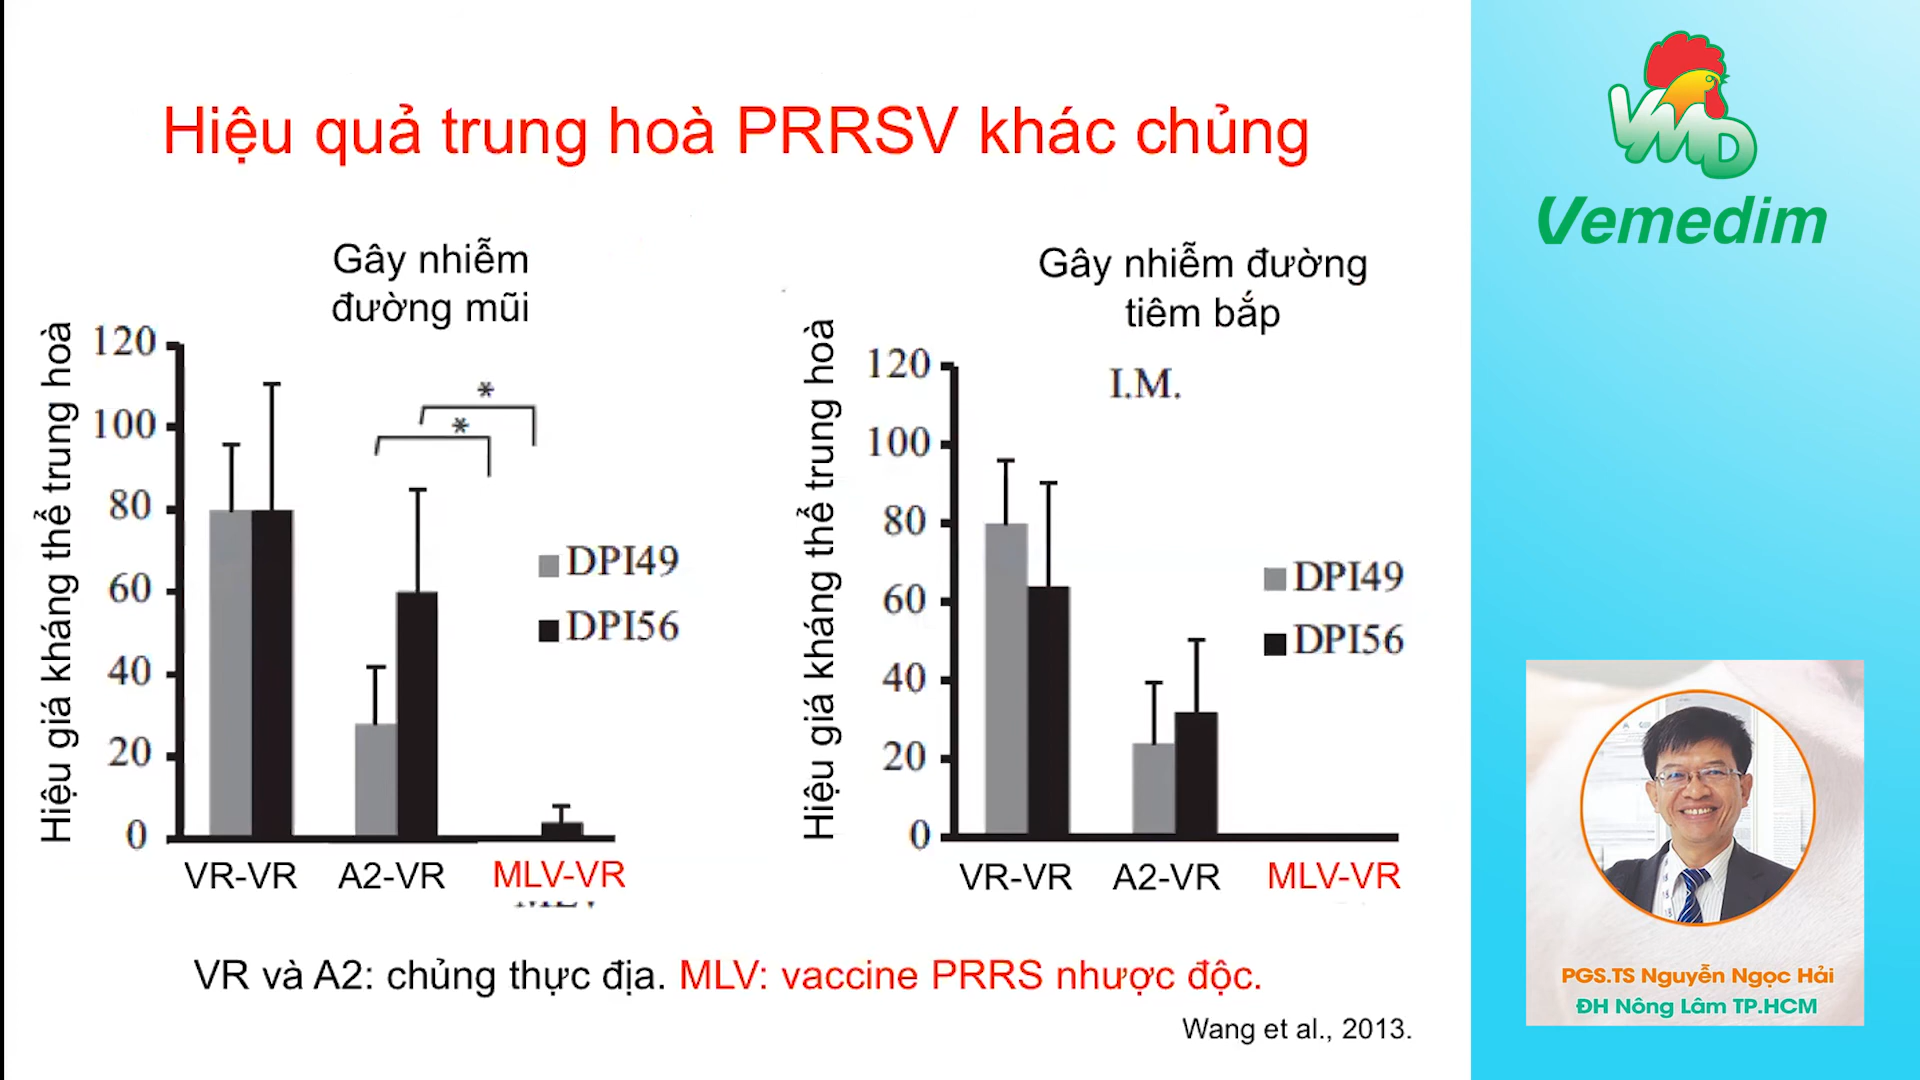 Hiệu quả trung hoà PRRSV khác chủng
Gây nhiễm
đường mũi
Hiệu giá kháng thể trung hoà
120
100
80
60
40
20
0
*
*
DPI49
DPI56
VR-VR
A2-VR
MLV-VR
Gây nhiễm đường
tiêm bắp
I.M.
Hiệu giá kháng thể trung hoà
120
100
80
60
40
20
0
DPI49
DPI56
VR-VR
A2-VR
MLV-VR
VR và A2: chủng thực địa. MLV: vaccine PRRS nhược độc.
Wang et al., 2013.
VMD
Vemedim
PGS.TS Nguyễn Ngọc Hải
ĐH Nông Lâm TP.HCM